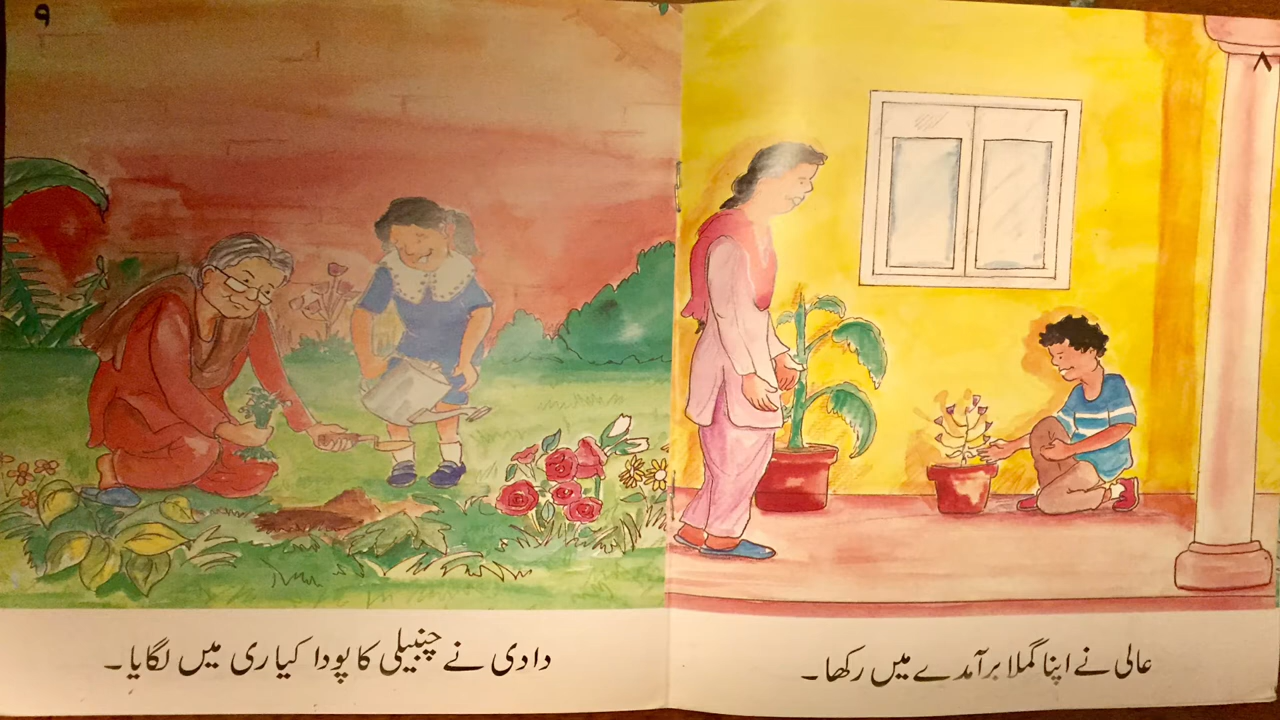 ۸
عالی نے اپنا گملا برآمدے میں رکھا۔
۹
دادی نے چنبیلی کا پودا کیاری میں لگایا۔